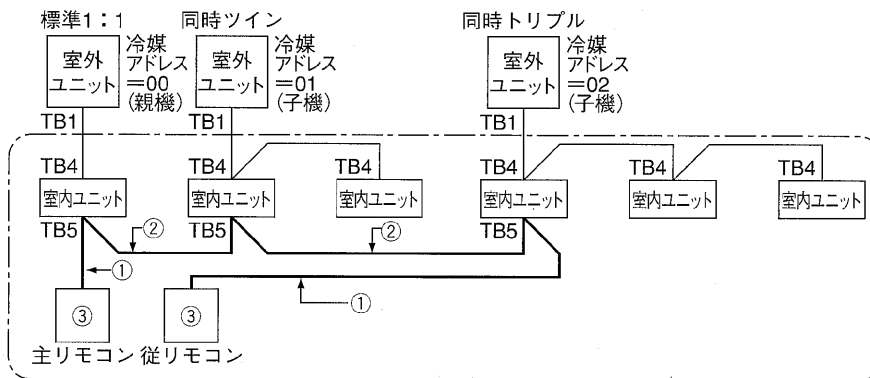 標準1：1
同時ツイン
同時トリプル
室外
ユニット
冷媒
アドレス
=00
(親機)
室外
ユニット
冷媒
アドレス
=01
(子機)
室外
ユニット
冷媒
アドレス
=02
(子機)
TB1
TB1
TB1
TB4
TB4
TB4
TB4
TB4
TB4
室内ユニット
室内ユニット
室内ユニット
室内ユニット
室内ユニット
室内ユニット
TB5
TB5
TB5
②
②
①
①
③
③
主リモコン
従リモコン